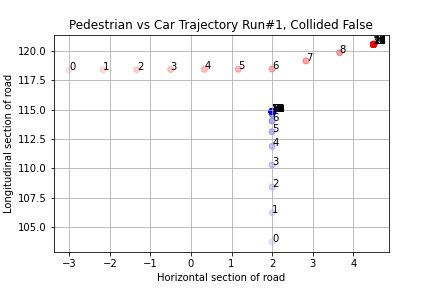 Pedestrian vs Car Trajectory Run#1, Collided False
Longitudinal section of road
120.0
117.5
115.0
112.5
110.0
107.5
105.0
0 1 2 3 4 5 6 7 8
6
5
4
3
2
1
0
−3 −2 −1 0 1 2 3 4
Horizontal section of road